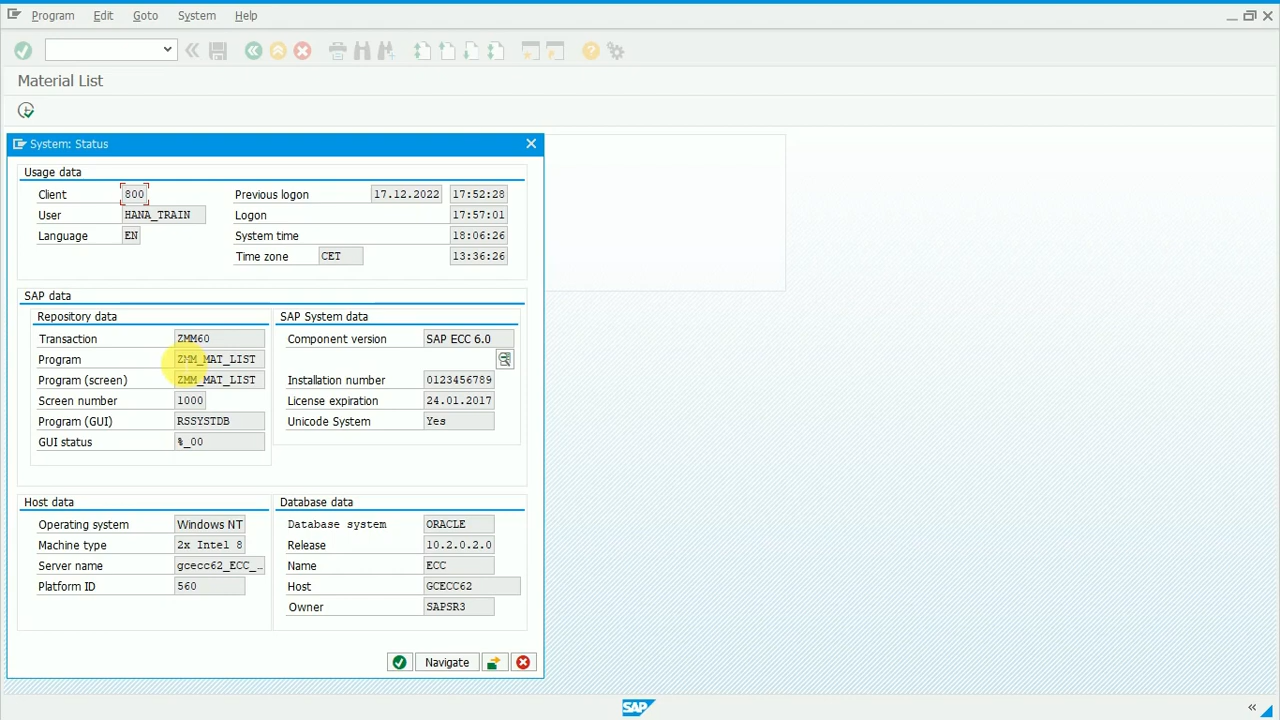 Program Edit Goto System Help
Material List
System: Status
Usage data
Client 800 Previous logon 17.12.2022 17:52:28
User HANA_TRAIN Logon 17:57:01
Language EN System time 18:06:26
Time zone CET 13:36:26
SAP data
Repository data SAP System data
Transaction ZMM60 Component version SAP ECC 6.0
Program ZMM_MAT_LIST
Program (screen) ZMM_MAT_LIST Installation number 0123456789
Screen number 1000 License expiration 24.01.2017
Program (GUI) RSSYSTDB Unicode System Yes
GUI status %_00
Host data Database data
Operating system Windows NT Database system ORACLE
Machine type 2x Intel 8 Release 10.2.0.2.0
Server name gcecc62_ECC_… Name ECC
Platform ID 560 Host GCECC62
Owner SAPSR3
Navigate
SAP